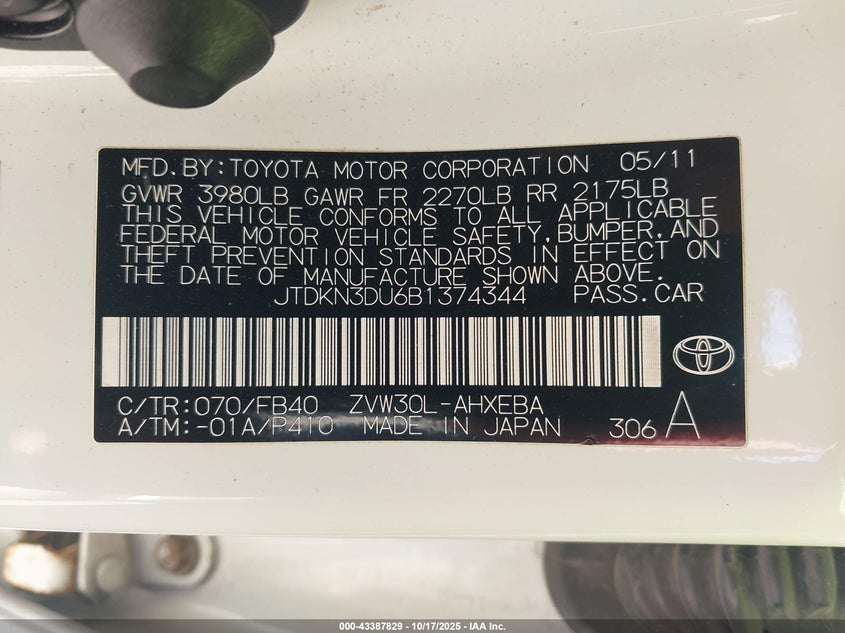 MFD.BY:TOYOTA MOTOR CORPORATION 05/11
GVWR 3980LB GAWR FR 2270LB RR 2175LB
THIS VEHICLE CONFORMS TO ALL APPLICABLE
FEDERAL MOTOR VEHICLE SAFETY,BUMPER,AND
THEFT PREVENTION STANDARDS IN EFFECT ON
THE DATE OF MANUFACTURE SHOWN ABOVE.
JTDKN3DU6B1374344 PASS.CAR
C/TR:070/FB40 ZVW30L-AHXEBA
A/TM:-01A/P410 MADE IN JAPAN 306 A
000-43387829 - 10/17/2025 - IAA Inc.